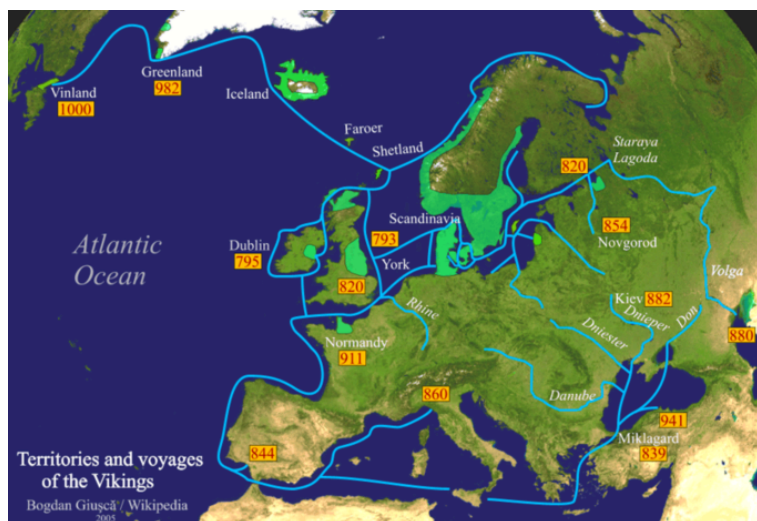 Greenland
982
Vinland
1000
Iceland
Faroer
Shetland
Staraya
Lagoda
820
Scandinavia
854
Novgorod
793
Dublin
795
York
820
Atlantic
Ocean
Rhine
Kiev 882
Dnieper
Don
Volga
880
Dniester
Normandy
911
860
Danube
941
Miklagard
839
844
Territories and voyages
of the Vikings
Bogdan Giuşcă / Wikipedia
2005